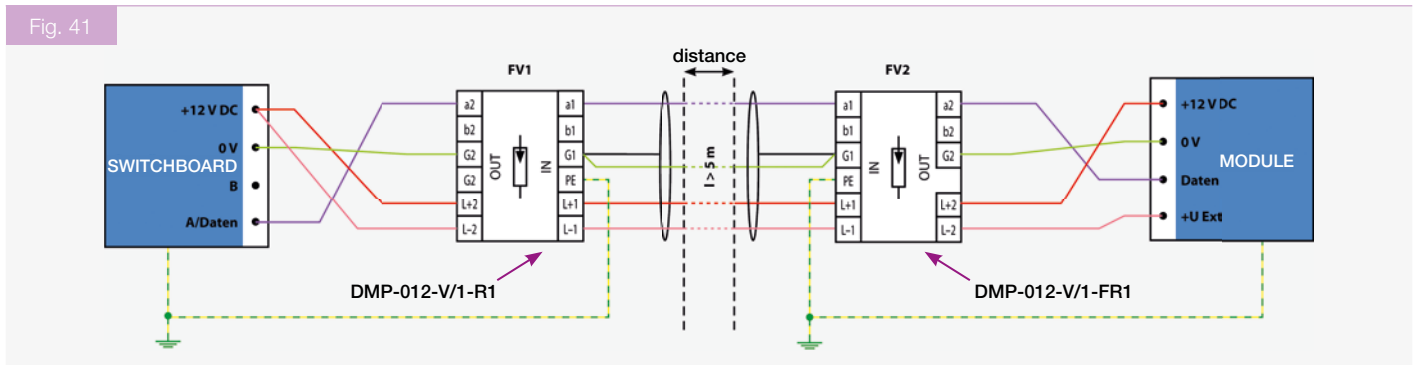 Fig. 41
distance
FV1
FV2
+12 V DC
0 V
SWITCHBOARD
B
A/Daten
a2
b2
G2
G2
L+2
L–2
OUT
IN
a1
b1
G1
PE
L+1
L–1
l > 5 m
a1
b1
G1
PE
L+1
L–1
IN
OUT
a2
b2
G2
L+2
L–2
+12 V DC
0 V
MODULE
Daten
+U Ext
DMP-012-V/1-R1
DMP-012-V/1-FR1